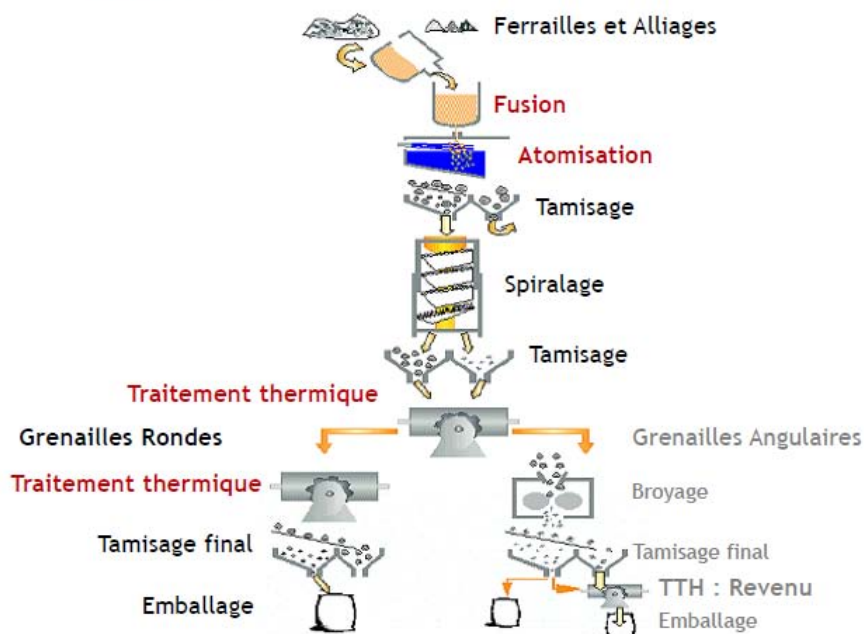 Ferrailles et Alliages
Fusion
Atomisation
Tamisage
Spiralage
Tamisage
Traitement thermique
Grenailles Rondes
Grenailles Angulaires
Traitement thermique
Broyage
Tamisage final
Tamisage final
TTH : Revenu
Emballage
Emballage